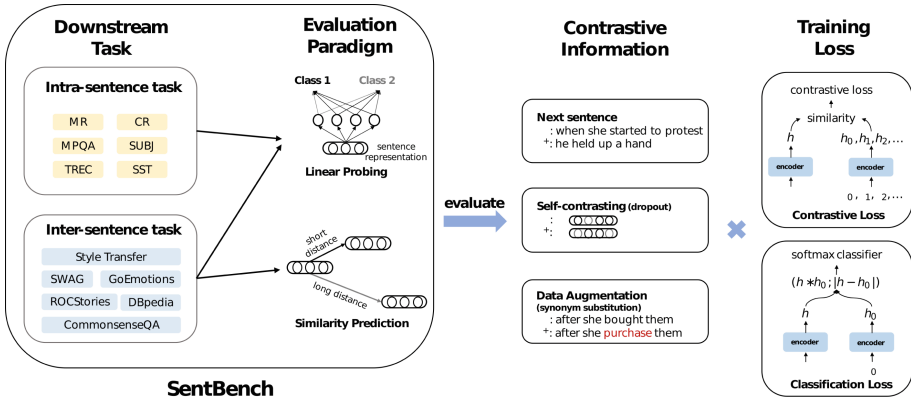 Downstream
Task
Intra-sentence task
MR CR
MPQA SUBJ
TREC SST
Inter-sentence task
Style Transfer
SWAG GoEmotions
ROCStories DBpedia
CommonsenseQA
Evaluation
Paradigm
Class 1 Class 2
sentence
representation
Linear Probing
short
distance
long distance
Similarity Prediction
SentBench
evaluate
Contrastive
Information
Next sentence
: when she started to protest
+: he held up a hand
Self-contrasting (dropout)
:
+:
Data Augmentation
(synonym substitution)
: after she bought them
+: after she purchase them
Training
Loss
contrastive loss
similarity
h h₀,h₁,h₂,...
encoder encoder
0, 1, 2,...
Contrastive Loss
softmax classifier
(h*h₀;|h−h₀|)
h h₀
encoder encoder
0
Classification Loss